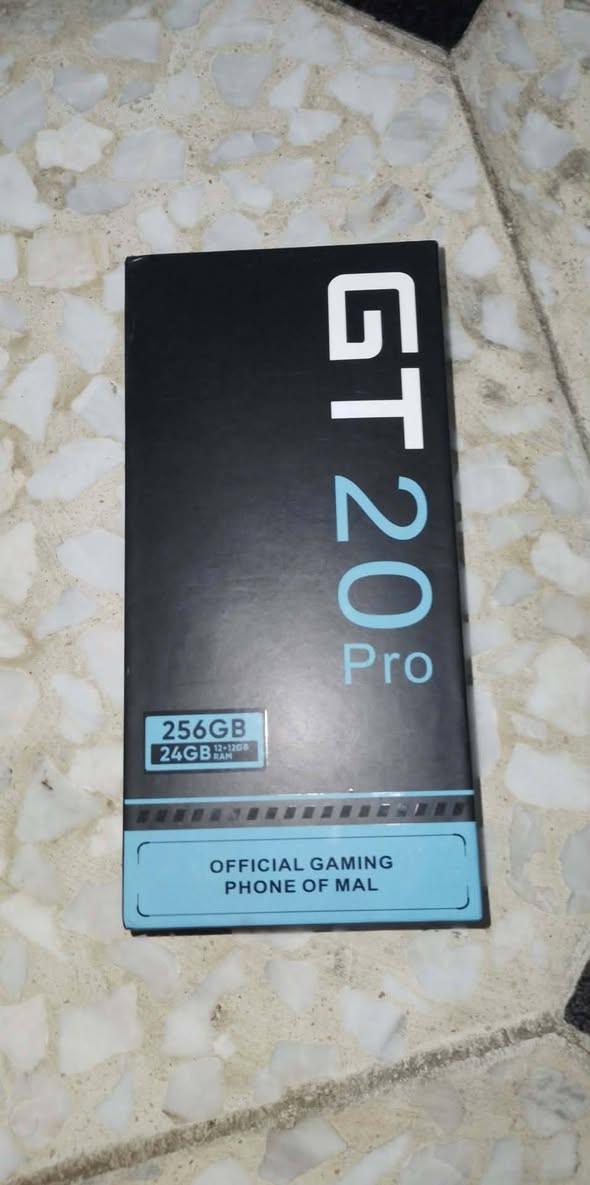 GT
20
Pro
256GB
24GB 12+12GB
RAM
OFFICIAL GAMING
PHONE OF MAL